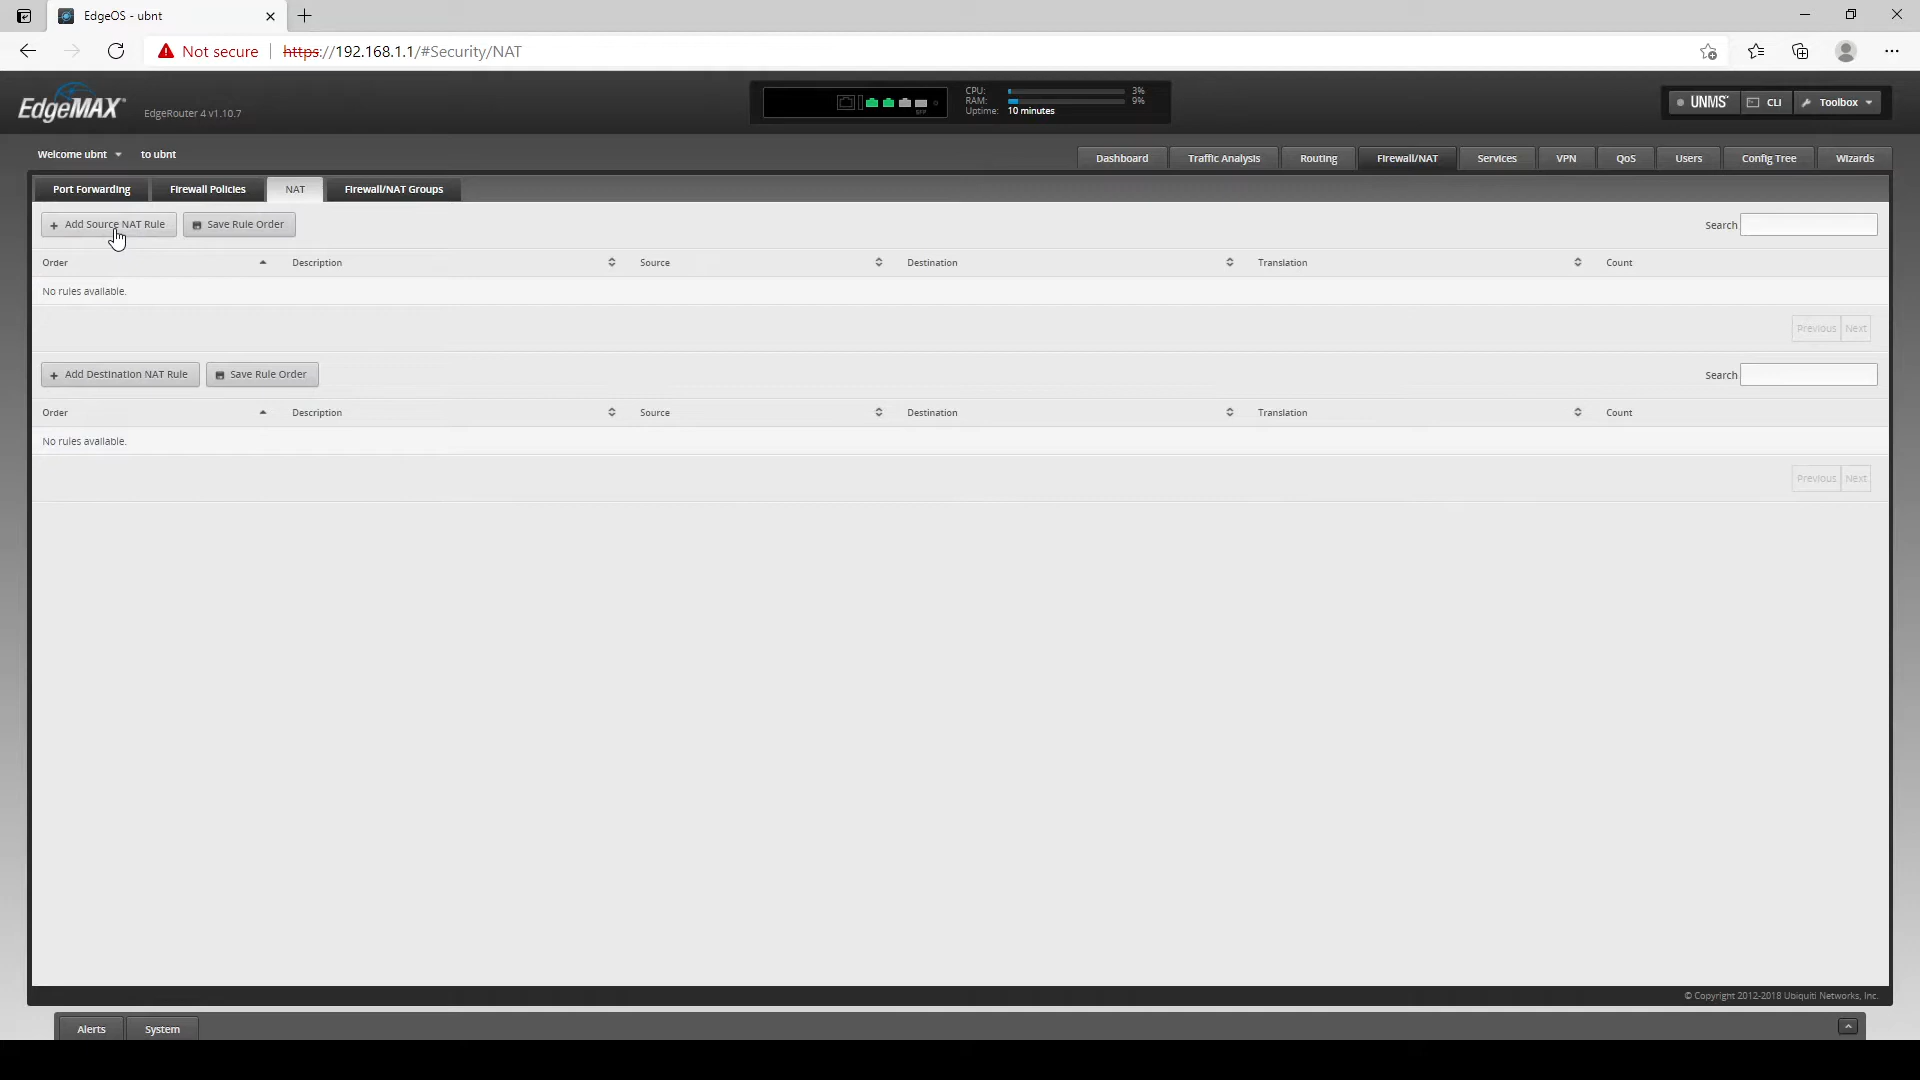 EdgeOS - ubnt
Not secure https://192.168.1.1/#Security/NAT
EdgeMAX EdgeRouter 4 v1.10.7
CPU: 3%
RAM: 9%
Uptime: 10 minutes
UNMS CLI Toolbox
Welcome ubnt to ubnt
Dashboard Traffic Analysis Routing Firewall/NAT Services VPN QoS Users Config Tree Wizards
Port Forwarding Firewall Policies NAT Firewall/NAT Groups
+ Add Source NAT Rule Save Rule Order Search
Order Description Source Destination Translation Count
No rules available.
Previous Next
+ Add Destination NAT Rule Save Rule Order Search
Order Description Source Destination Translation Count
No rules available.
Previous Next
© Copyright 2012-2018 Ubiquiti Networks, Inc.
Alerts System